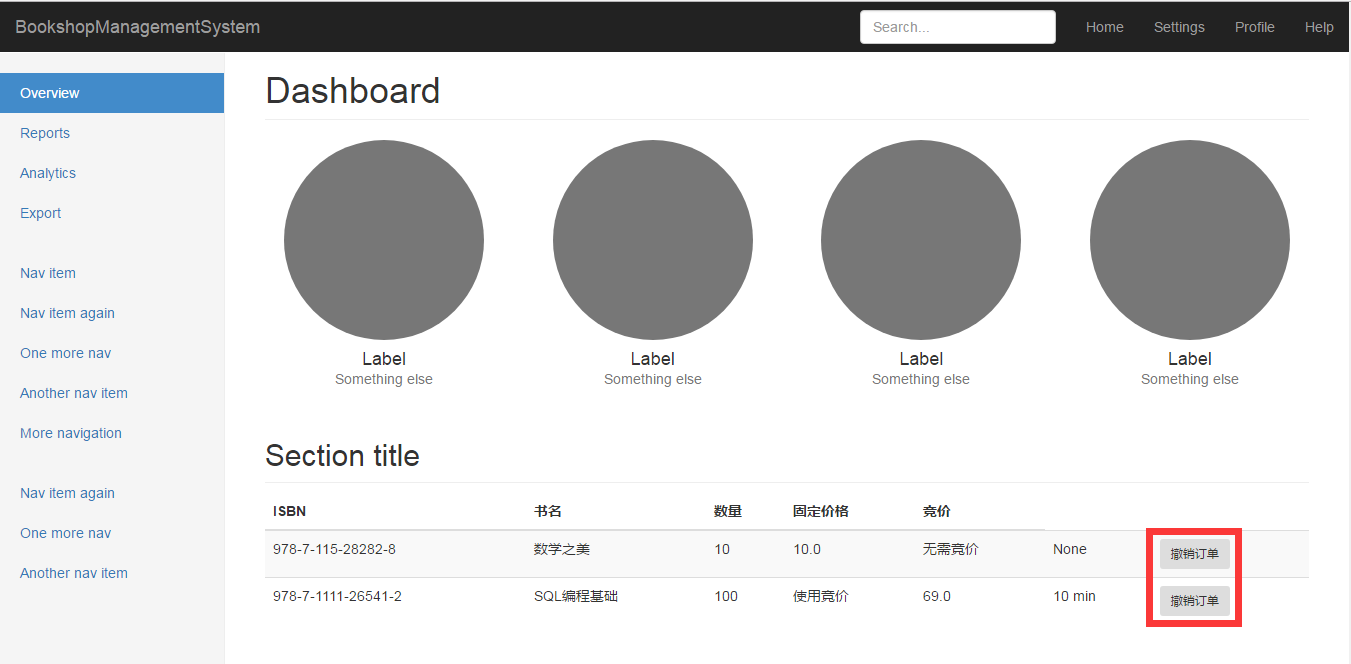 BookshopManagementSystem Search... Home Settings Profile Help
Overview
Reports
Analytics
Export
Nav item
Nav item again
One more nav
Another nav item
More navigation
Nav item again
One more nav
Another nav item
Dashboard
Label Label Label Label
Something else Something else Something else Something else
Section title
ISBN 书名 数量 固定价格 竞价
978-7-115-28282-8 数学之美 10 10.0 无需竞价 None 撤销订单
978-7-1111-26541-2 SQL编程基础 100 使用竞价 69.0 10 min 撤销订单